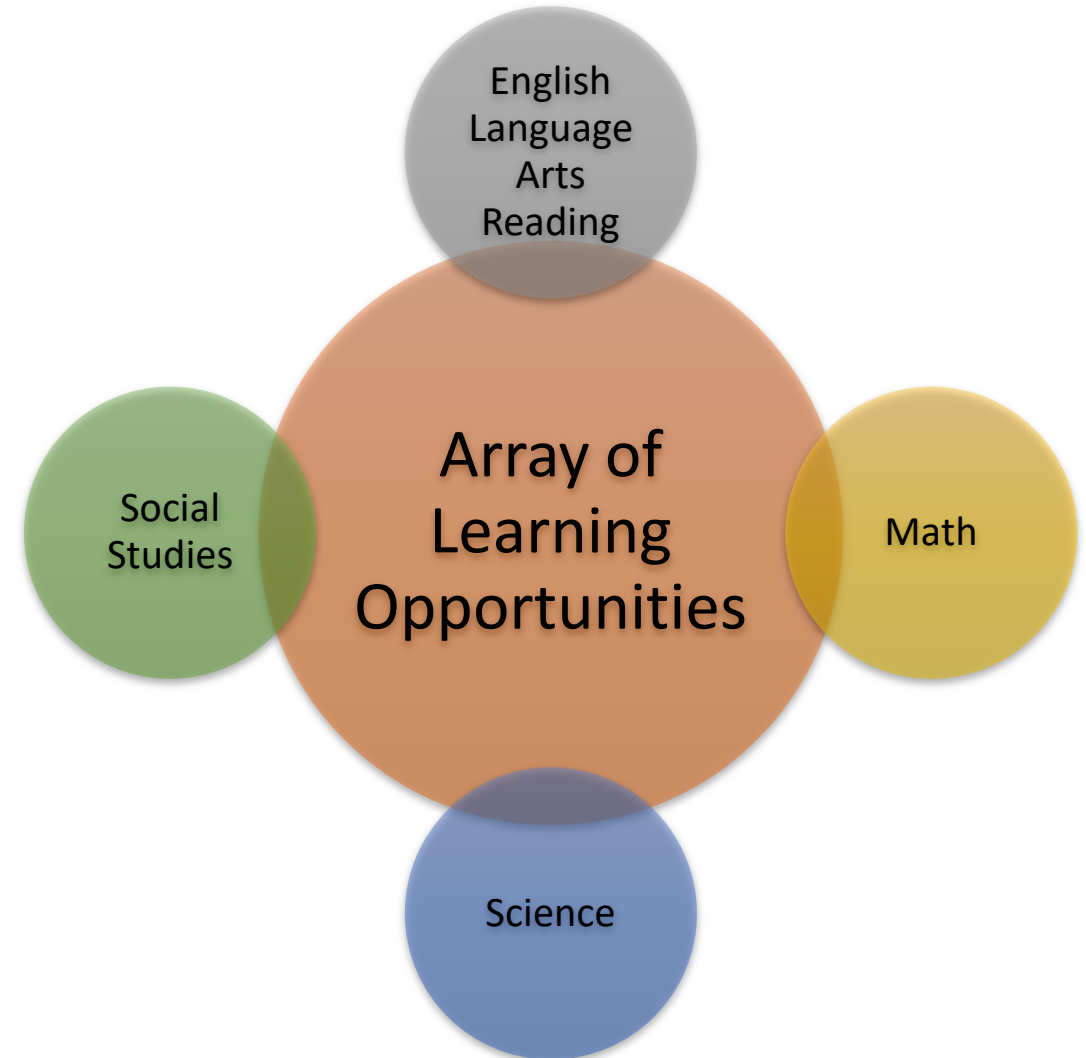 English
Language
Arts
Reading
Array of
Learning
Opportunities
Social
Studies
Math
Science